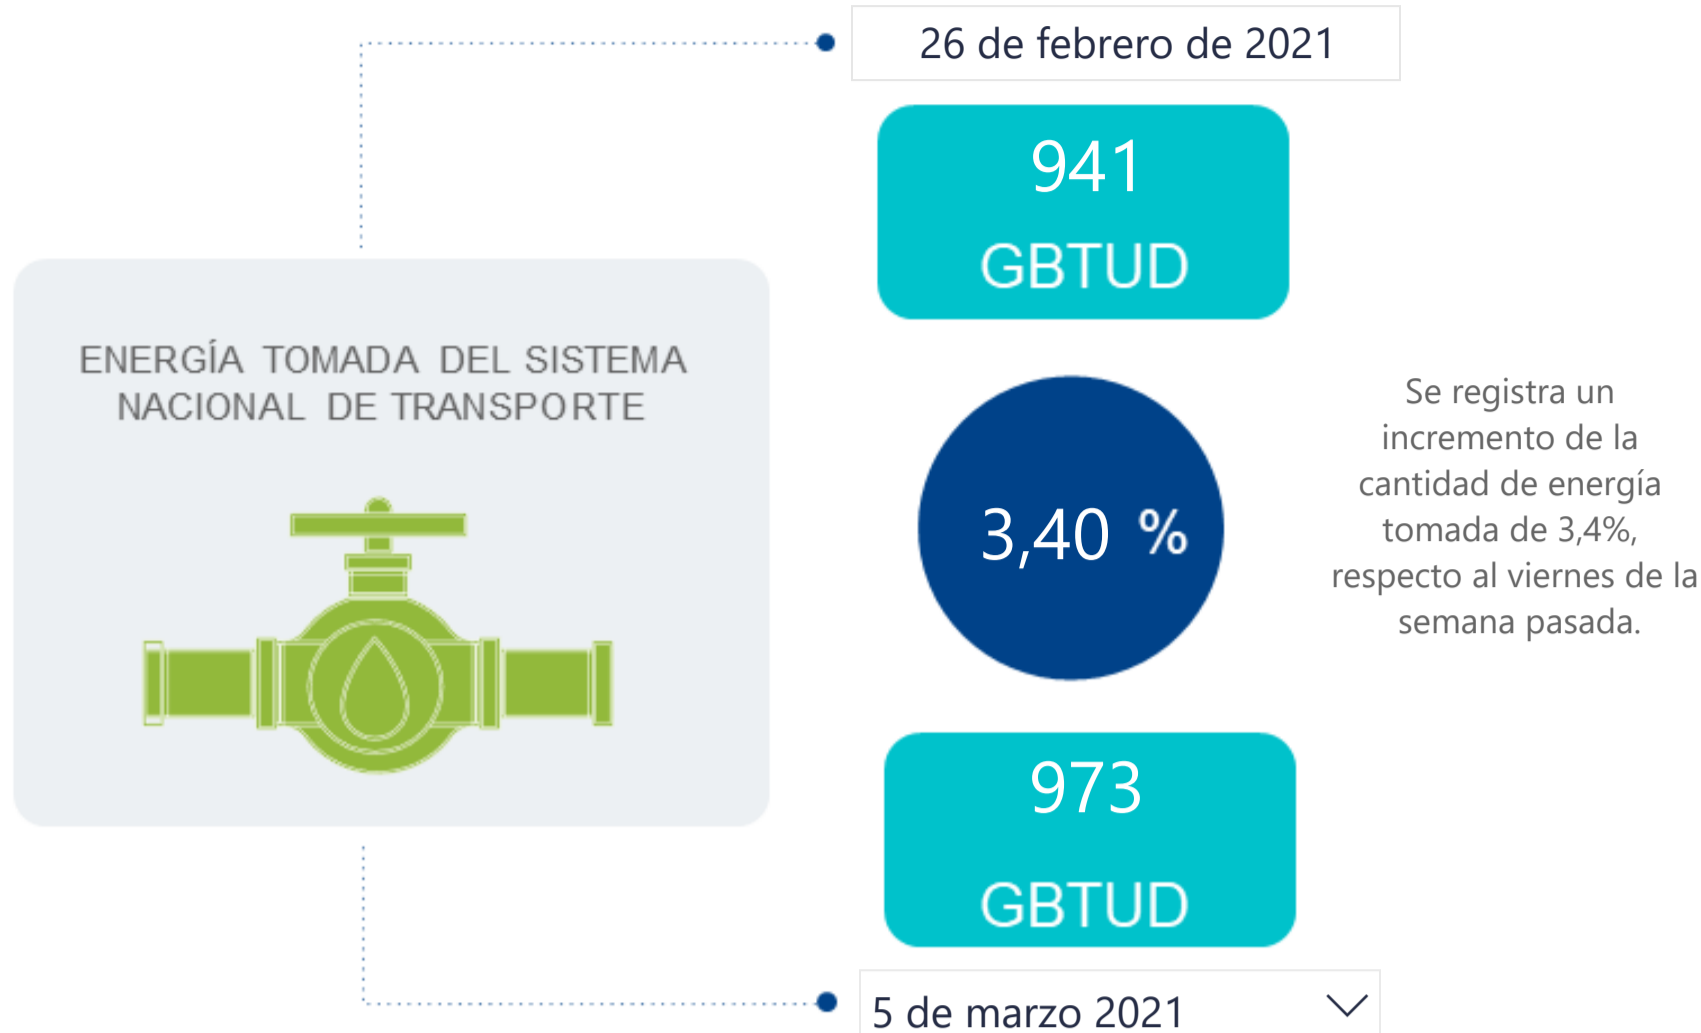 26 de febrero de 2021
941
GBTUD
ENERGÍA TOMADA DEL SISTEMA
NACIONAL DE TRANSPORTE
3,40 %
Se registra un
incremento de la
cantidad de energía
tomada de 3,4%,
respecto al viernes de la
semana pasada.
973
GBTUD
5 de marzo 2021